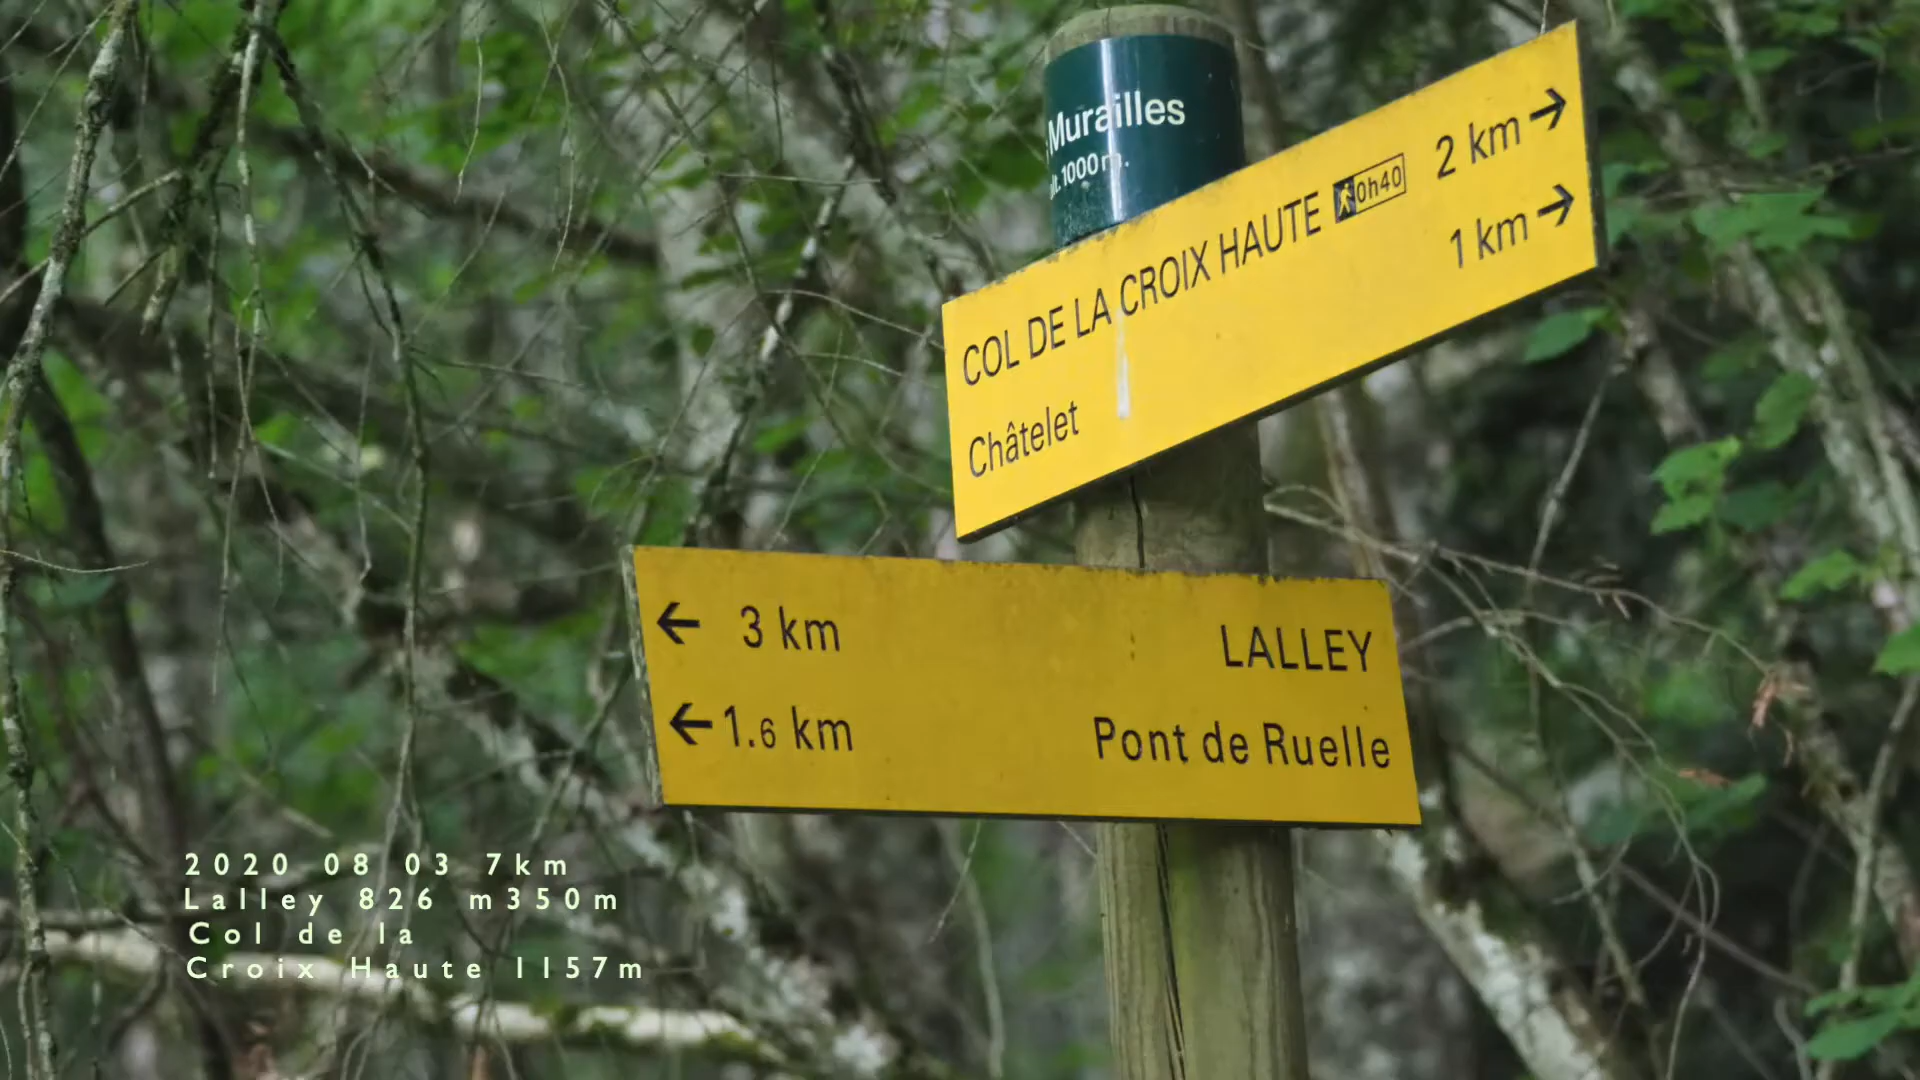 Murailles
alt. 1000 m.
COL DE LA CROIX HAUTE 0h40 2 km →
Châtelet 1 km →
← 3 km LALLEY
← 1.6 km Pont de Ruelle
2020 08 03 7km
Lalley 826 m350m
Col de la
Croix Haute 1157m